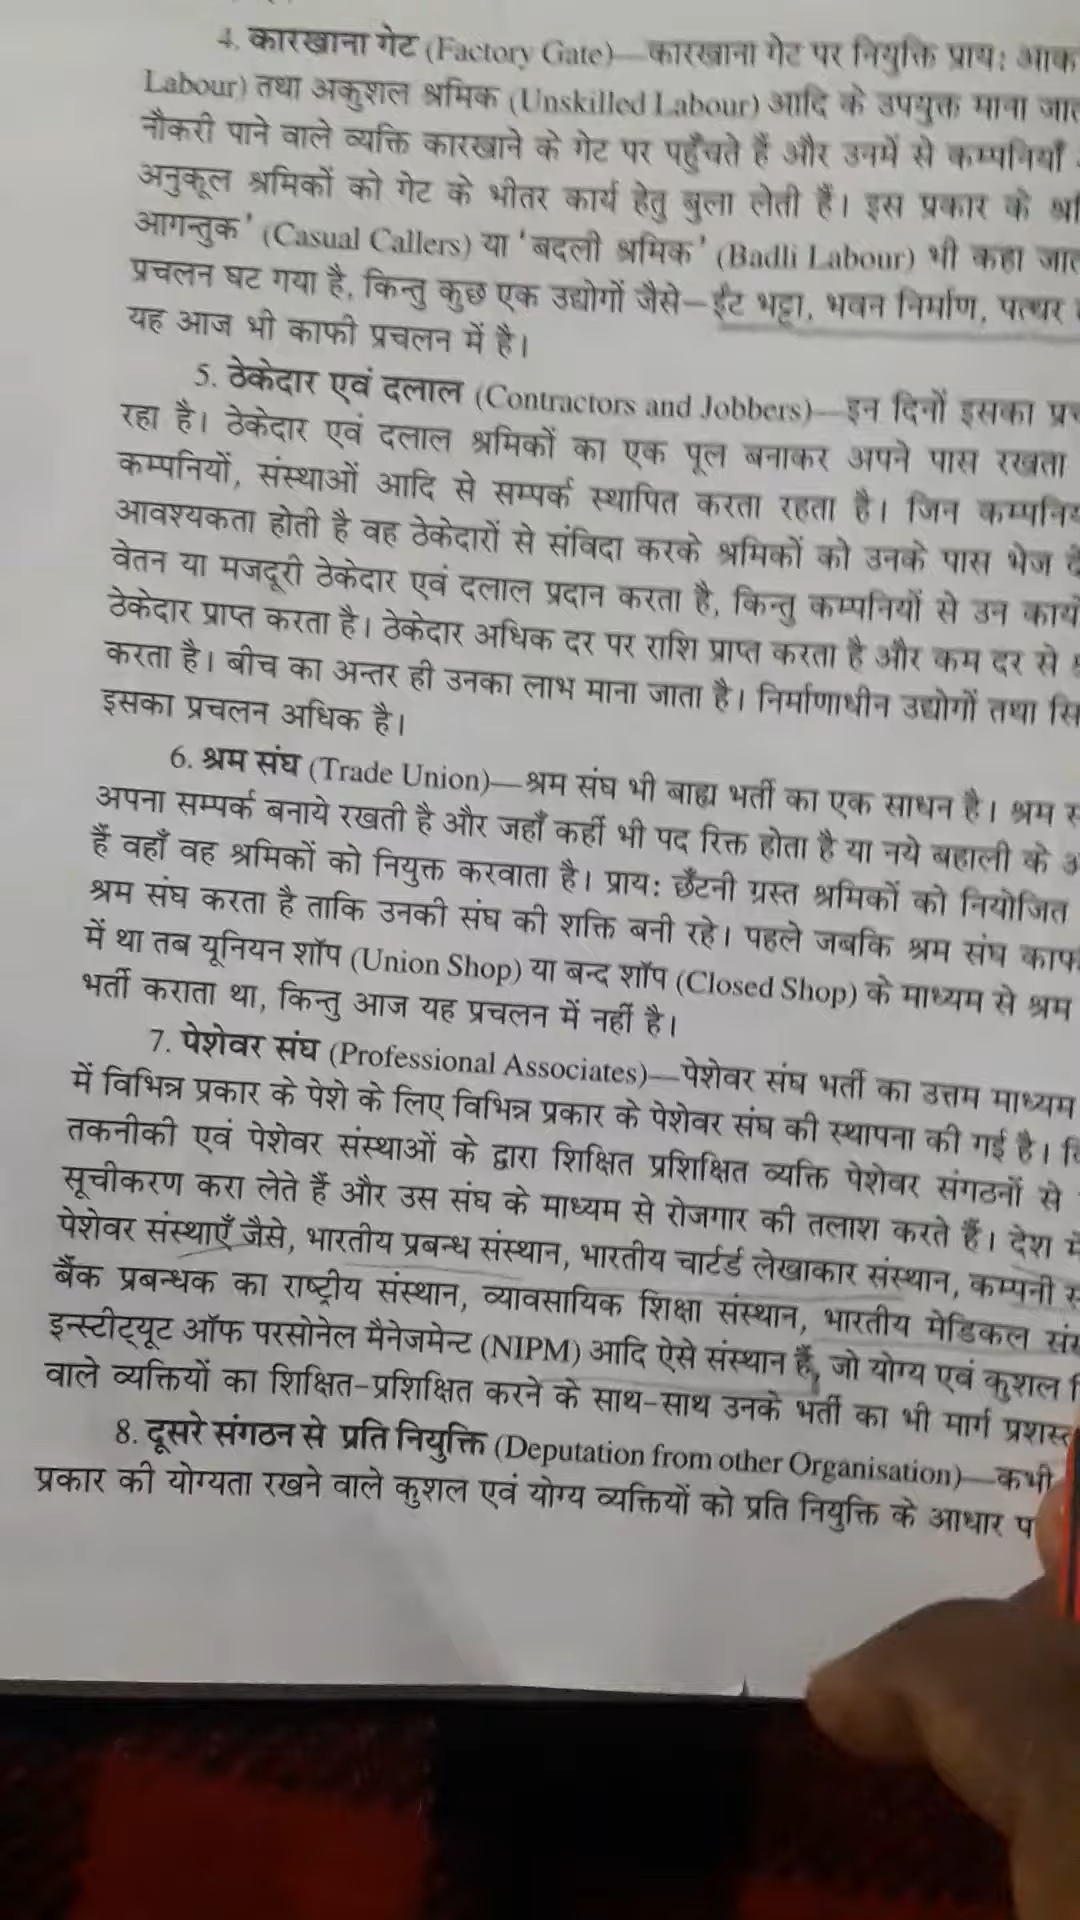 4. कारखाना गेट (Factory Gate)—कारखाना गेट पर नियुक्ति प्रायः
Labour) तथा अकुशल श्रमिक (Unskilled Labour) आदि के उपयुक्त माना
नौकरी पाने वाले व्यक्ति कारखाने के गेट पर पहुँचते हैं और उनमें से कम्पनियाँ
अनुकूल श्रमिकों को गेट के भीतर कार्य हेतु बुला लेती हैं। इस प्रकार के
आगन्तुक' (Casual Callers) या 'बदली श्रमिक' (Badli Labour) भी कहा
प्रचलन घट गया है, किन्तु कुछ एक उद्योगों जैसे—ईंट भट्टा, भवन निर्माण, पत्थर
यह आज भी काफी प्रचलन में है।
5. ठेकेदार एवं दलाल (Contractors and Jobbers)—इन दिनों इसका
रहा है। ठेकेदार एवं दलाल श्रमिकों का एक पूल बनाकर अपने पास रखता
कम्पनियों, संस्थाओं आदि से सम्पर्क स्थापित करता रहता है। जिन
आवश्यकता होती है वह ठेकेदारों से संविदा करके श्रमिकों को उनके पास भेज
वेतन या मजदूरी ठेकेदार एवं दलाल प्रदान करता है, किन्तु कम्पनियों से उन
ठेकेदार प्राप्त करता है। ठेकेदार अधिक दर पर राशि प्राप्त करता है और कम दर से
करता है। बीच का अन्तर ही उनका लाभ माना जाता है। निर्माणाधीन उद्योगों तथा
इसका प्रचलन अधिक है।
6. श्रम संघ (Trade Union)—श्रम संघ भी बाह्य भर्ती का एक साधन है। श्रम
अपना सम्पर्क बनाये रखती है और जहाँ कहीं भी पद रिक्त होता है या नये बहाली के
हैं वहाँ वह श्रमिकों को नियुक्त करवाता है। प्रायः छँटनी ग्रस्त श्रमिकों को नियोजित
श्रम संघ करता है ताकि उनकी संघ की शक्ति बनी रहे। पहले जबकि श्रम संघ
में था तब यूनियन शॉप (Union Shop) या बन्द शॉप (Closed Shop) के माध्यम से श्रम
भर्ती कराता था, किन्तु आज यह प्रचलन में नहीं है।
7. पेशेवर संघ (Professional Associates)—पेशेवर संघ भर्ती का उत्तम माध्यम
में विभिन्न प्रकार के पेशे के लिए विभिन्न प्रकार के पेशेवर संघ की स्थापना की गई है।
तकनीकी एवं पेशेवर संस्थाओं के द्वारा शिक्षित प्रशिक्षित व्यक्ति पेशेवर संगठनों से
सूचीकरण करा लेते हैं और उस संघ के माध्यम से रोजगार की तलाश करते हैं। देश में
पेशेवर संस्थाएँ जैसे, भारतीय प्रबन्ध संस्थान, भारतीय चार्टर्ड लेखाकार संस्थान, कम्पनी
बैंक प्रबन्धक का राष्ट्रीय संस्थान, व्यावसायिक शिक्षा संस्थान, भारतीय मेडिकल
इन्स्टीट्यूट ऑफ परसोनेल मैनेजमेन्ट (NIPM) आदि ऐसे संस्थान हैं, जो योग्य एवं कुशल
वाले व्यक्तियों का शिक्षित-प्रशिक्षित करने के साथ-साथ उनके भर्ती का भी मार्ग प्रशस्त
8. दूसरे संगठन से प्रति नियुक्ति (Deputation from other Organisation)—कभी
प्रकार की योग्यता रखने वाले कुशल एवं योग्य व्यक्तियों को प्रति नियुक्ति के आधार